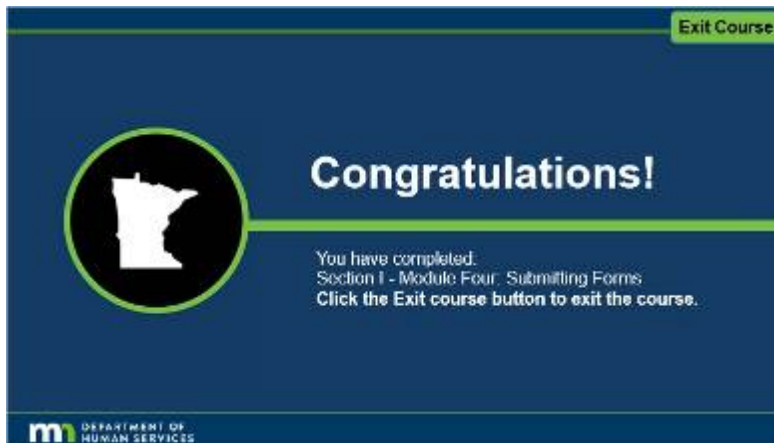 Exit Course
Congratulations!
You have completed:
Section I - Module Four: Submitting Forms
Click the Exit course button to exit the course.
mn DEPARTMENT OF
HUMAN SERVICES